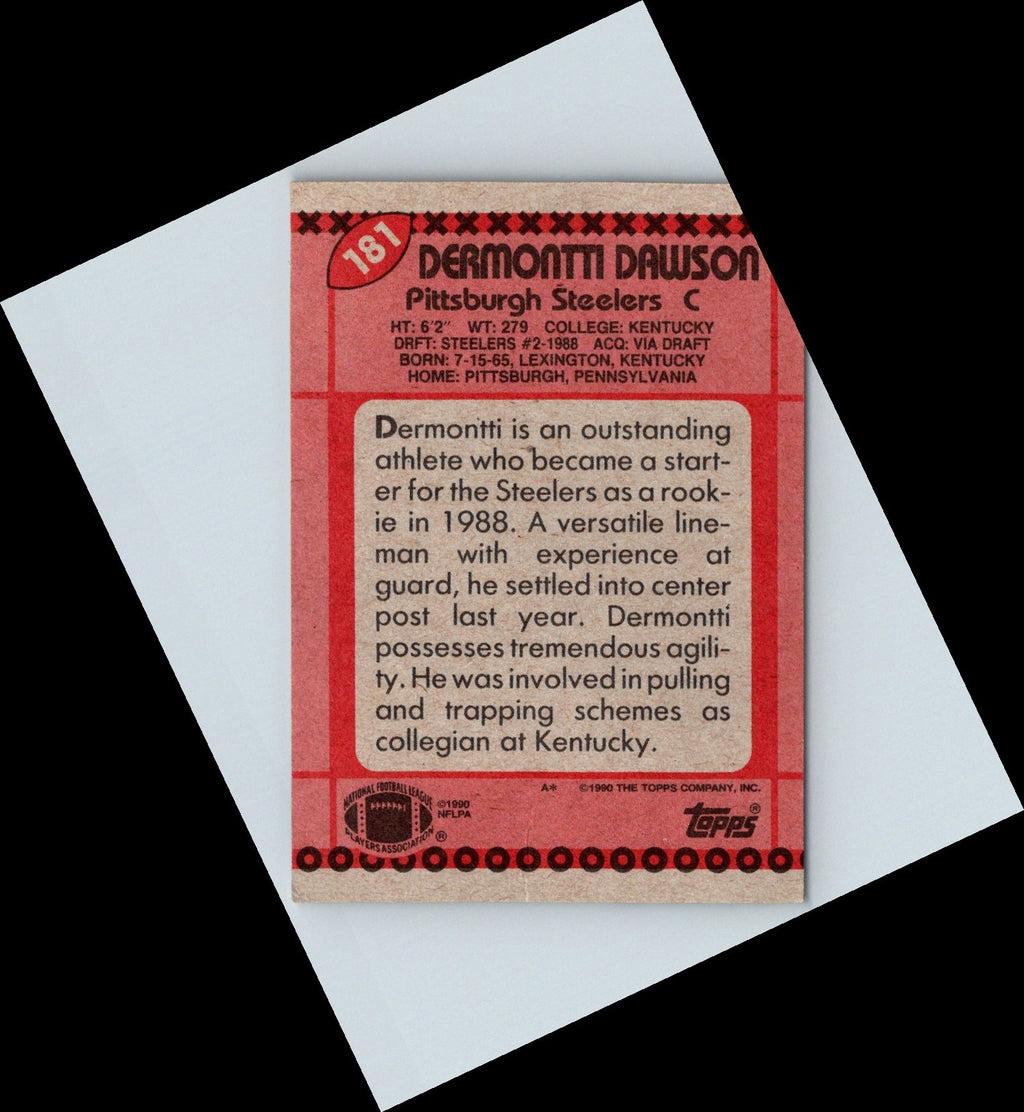 181
DERMONTTI DAWSON
Pittsburgh Steelers C
HT: 6'2" WT: 279 COLLEGE: KENTUCKY
DRFT: STEELERS #2-1988 ACQ: VIA DRAFT
BORN: 7-15-65, LEXINGTON, KENTUCKY
HOME: PITTSBURGH, PENNSYLVANIA
Dermontti is an outstanding
athlete who became a start-
er for the Steelers as a rook-
ie in 1988. A versatile line-
man with experience at
guard, he settled into center
post last year. Dermontti
possesses tremendous agili-
ty. He was involved in pulling
and trapping schemes as
collegian at Kentucky.
A* ©1990 THE TOPPS COMPANY, INC.
NATIONAL FOOTBALL LEAGUE
PLAYERS ASSOCIATION ®
©1990
NFLPA
topps ®